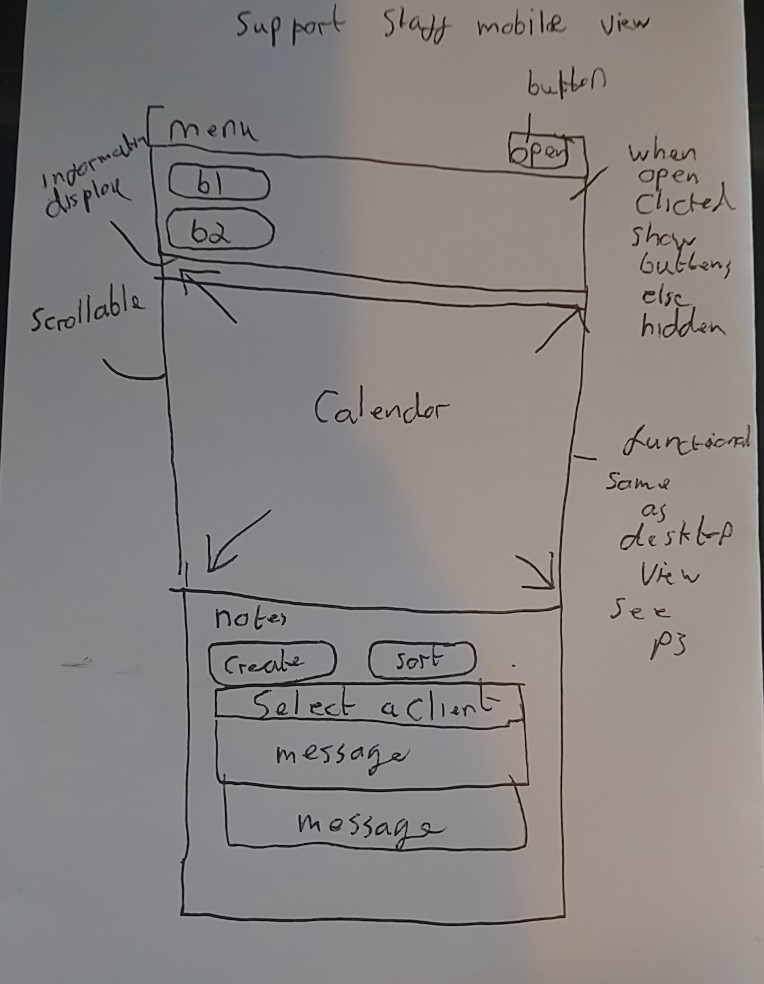 Support Staff mobile view
button
menu
open
information
display
b1
b2
when
open
Clicked
show
buttons
else
hidden
Scrollable
Calendar
functional
same
as
desktop
view
see
P3
notes
Create
sort
Select a Client
message
message